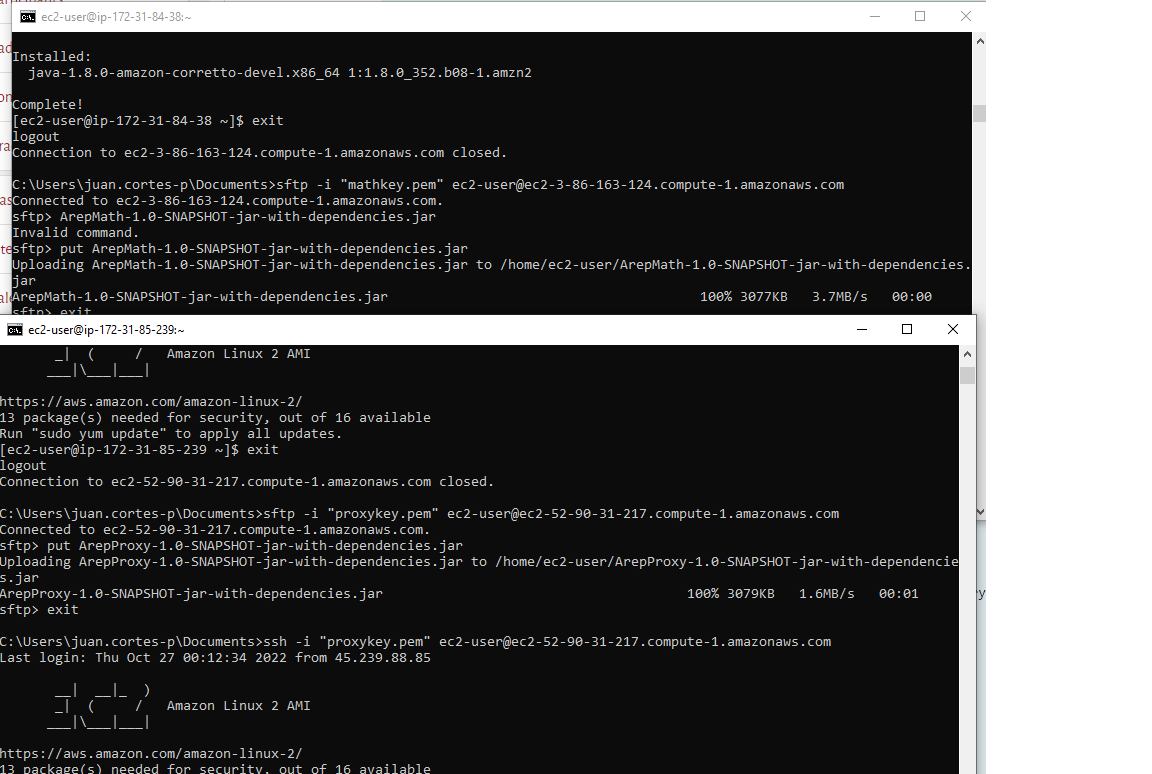 ec2-user@ip-172-31-84-38:~
Installed:
  java-1.8.0-amazon-corretto-devel.x86_64 1:1.8.0_352.b08-1.amzn2
Complete!
[ec2-user@ip-172-31-84-38 ~]$ exit
logout
Connection to ec2-3-86-163-124.compute-1.amazonaws.com closed.
C:\Users\juan.cortes-p\Documents>sftp -i "mathkey.pem" ec2-user@ec2-3-86-163-124.compute-1.amazonaws.com
Connected to ec2-3-86-163-124.compute-1.amazonaws.com.
sftp> ArepMath-1.0-SNAPSHOT-jar-with-dependencies.jar
Invalid command.
sftp> put ArepMath-1.0-SNAPSHOT-jar-with-dependencies.jar
Uploading ArepMath-1.0-SNAPSHOT-jar-with-dependencies.jar to /home/ec2-user/ArepMath-1.0-SNAPSHOT-jar-with-dependencies.
jar
ArepMath-1.0-SNAPSHOT-jar-with-dependencies.jar 100% 3077KB 3.7MB/s 00:00
sftp> exit
ec2-user@ip-172-31-85-239:~
       _|  (     /   Amazon Linux 2 AMI
      ___|\___|___|
https://aws.amazon.com/amazon-linux-2/
13 package(s) needed for security, out of 16 available
Run "sudo yum update" to apply all updates.
[ec2-user@ip-172-31-85-239 ~]$ exit
logout
Connection to ec2-52-90-31-217.compute-1.amazonaws.com closed.
C:\Users\juan.cortes-p\Documents>sftp -i "proxykey.pem" ec2-user@ec2-52-90-31-217.compute-1.amazonaws.com
Connected to ec2-52-90-31-217.compute-1.amazonaws.com.
sftp> put ArepProxy-1.0-SNAPSHOT-jar-with-dependencies.jar
Uploading ArepProxy-1.0-SNAPSHOT-jar-with-dependencies.jar to /home/ec2-user/ArepProxy-1.0-SNAPSHOT-jar-with-dependencie
s.jar
ArepProxy-1.0-SNAPSHOT-jar-with-dependencies.jar 100% 3079KB 1.6MB/s 00:01
sftp> exit
C:\Users\juan.cortes-p\Documents>ssh -i "proxykey.pem" ec2-user@ec2-52-90-31-217.compute-1.amazonaws.com
Last login: Thu Oct 27 00:12:34 2022 from 45.239.88.85
       __|  __|_  )
       _|  (     /   Amazon Linux 2 AMI
      ___|\___|___|
https://aws.amazon.com/amazon-linux-2/
13 package(s) needed for security, out of 16 available